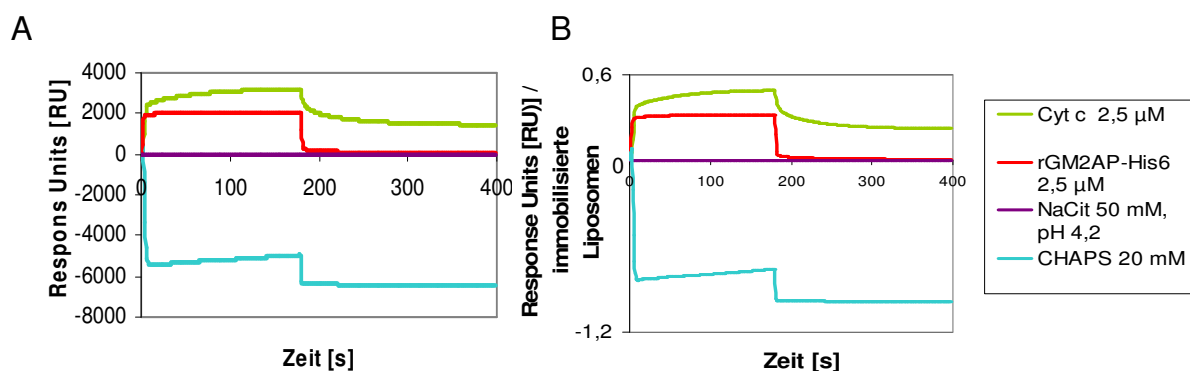 A
Respons Units [RU]
4000
2000
0
-2000
-4000
-6000
-8000
0
100
200
300
400
Zeit [s]
B
Response Units [RU)] /
immobilisierte
Liposomen
0,6
0
-1,2
0
100
200
300
400
Zeit [s]
Cyt c 2,5 µM
rGM2AP-His6
2,5 µM
NaCit 50 mM,
pH 4,2
CHAPS 20 mM